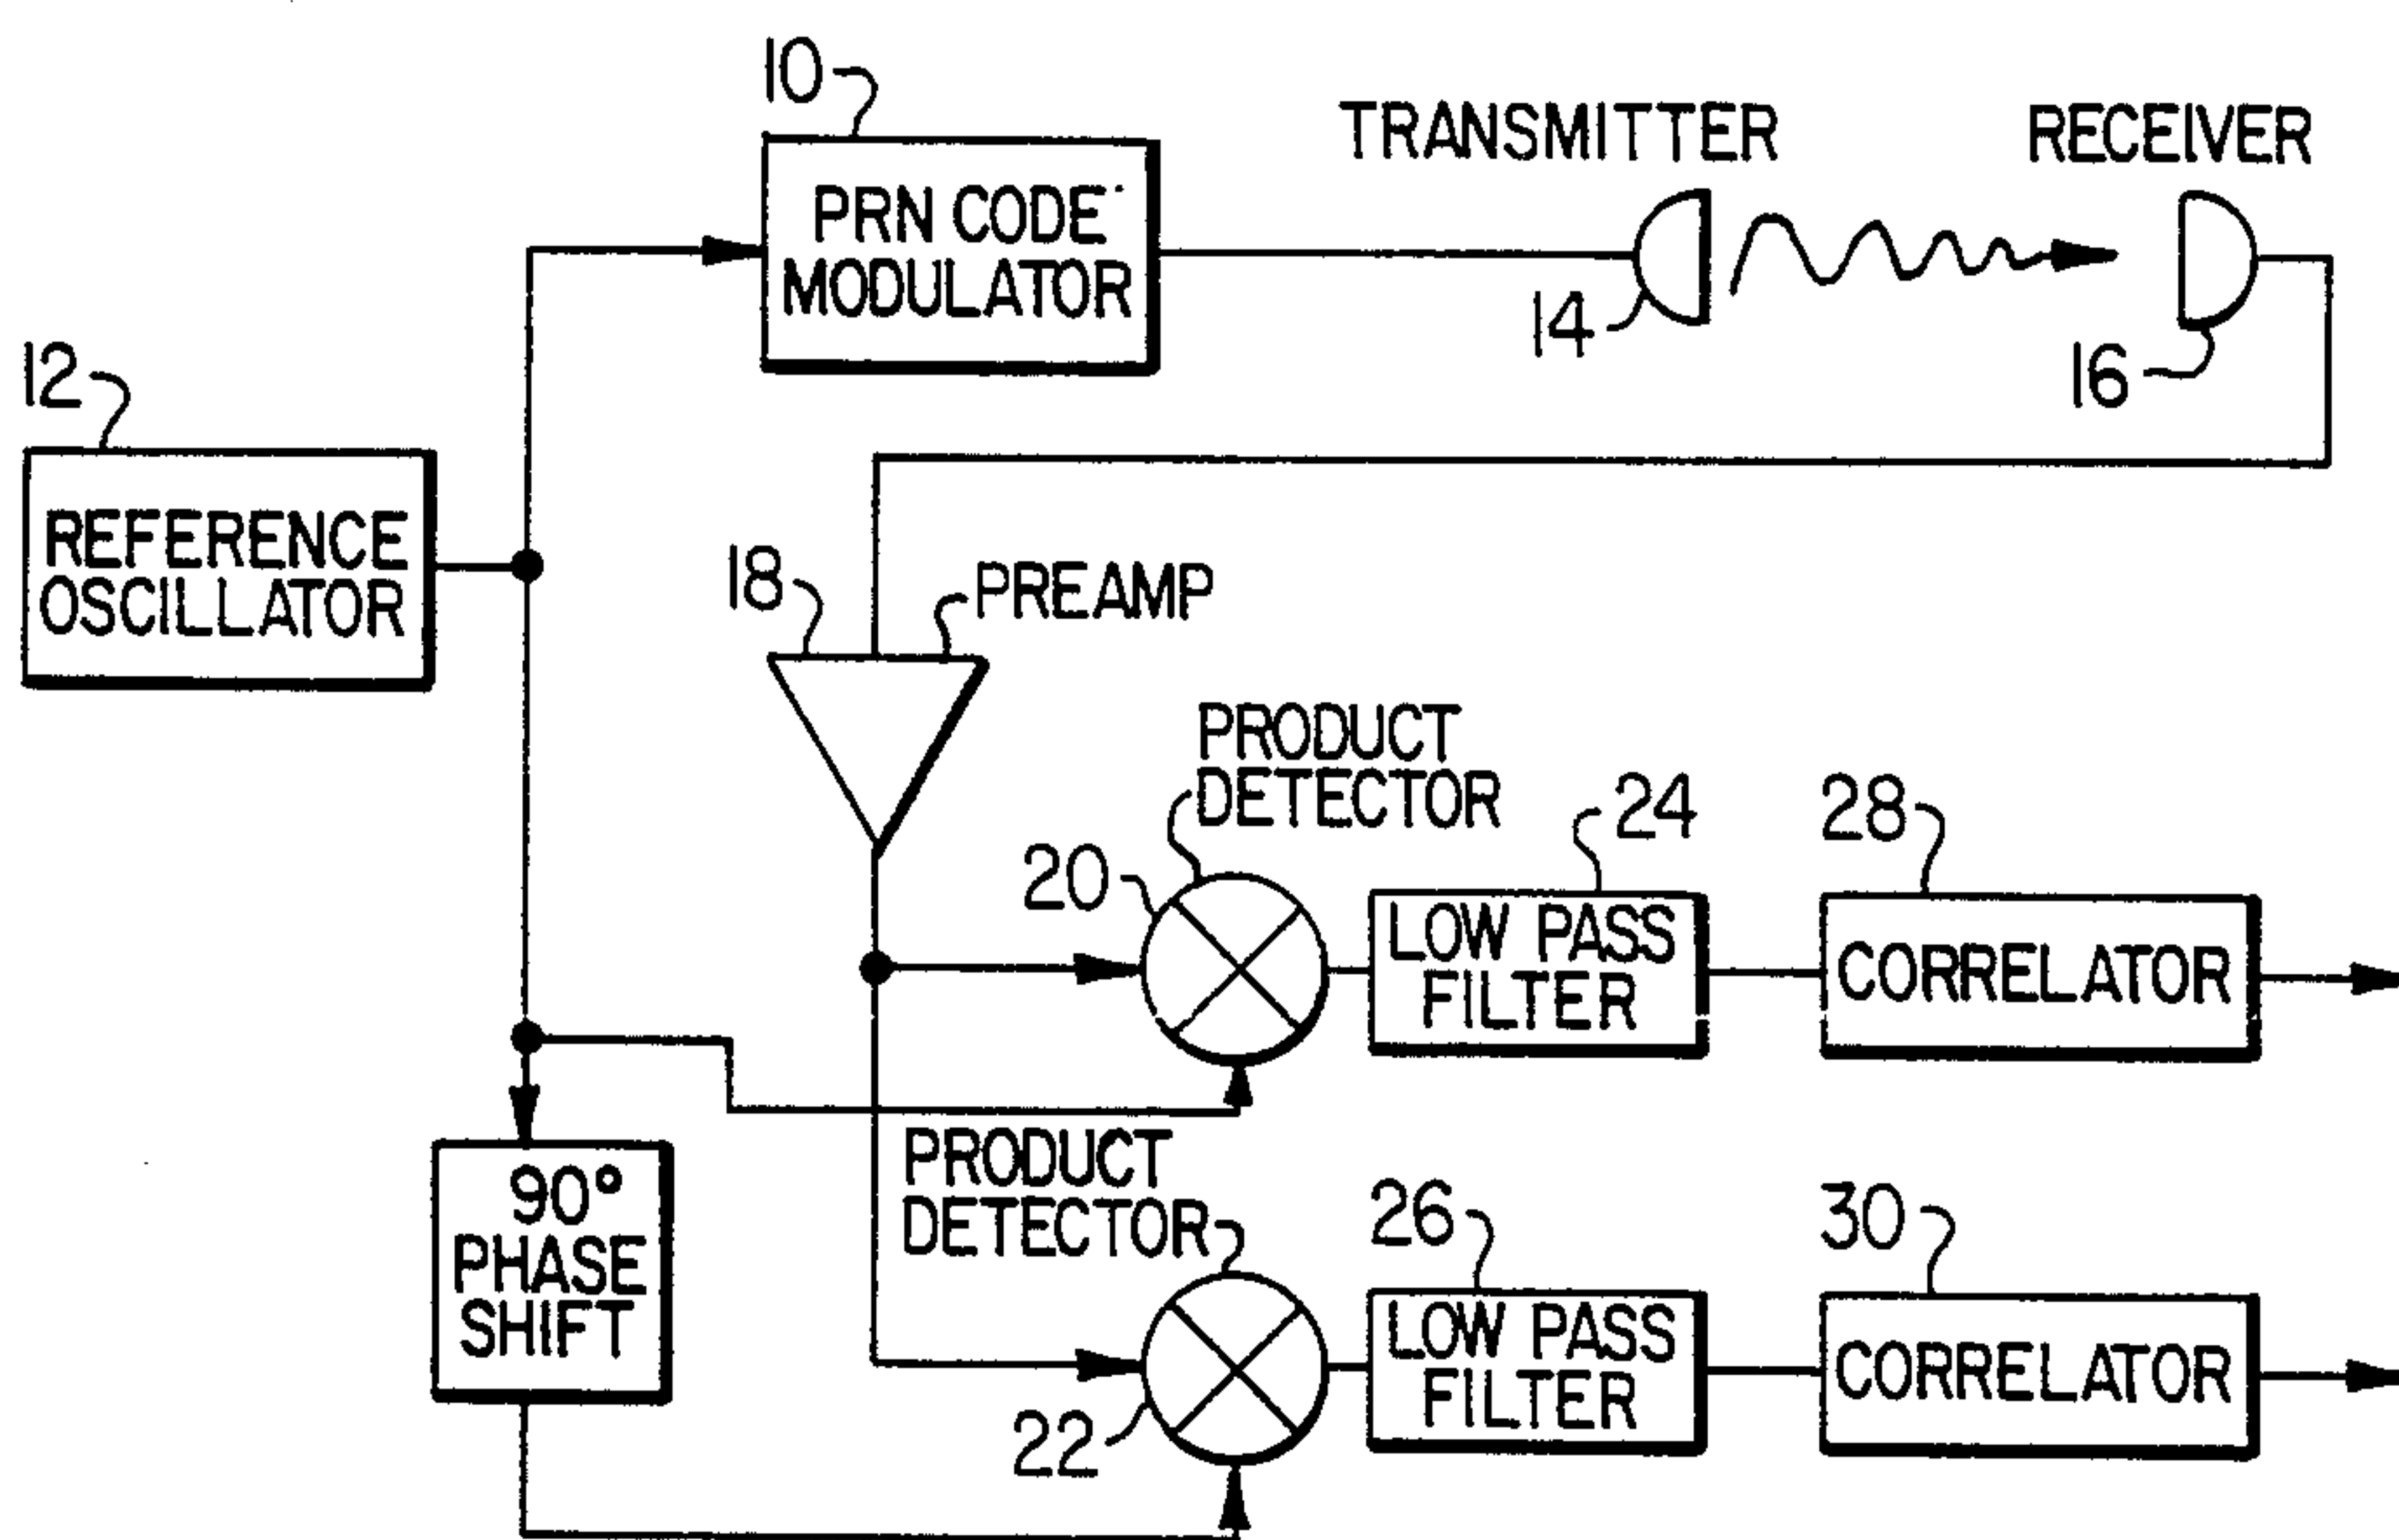 10
TRANSMITTER
RECEIVER
PRN CODE
MODULATOR
14
16
12
REFERENCE
OSCILLATOR
18
PREAMP
PRODUCT
DETECTOR
20
24
28
LOW PASS
FILTER
CORRELATOR
90°
PHASE
SHIFT
PRODUCT
DETECTOR
22
26
30
LOW PASS
FILTER
CORRELATOR